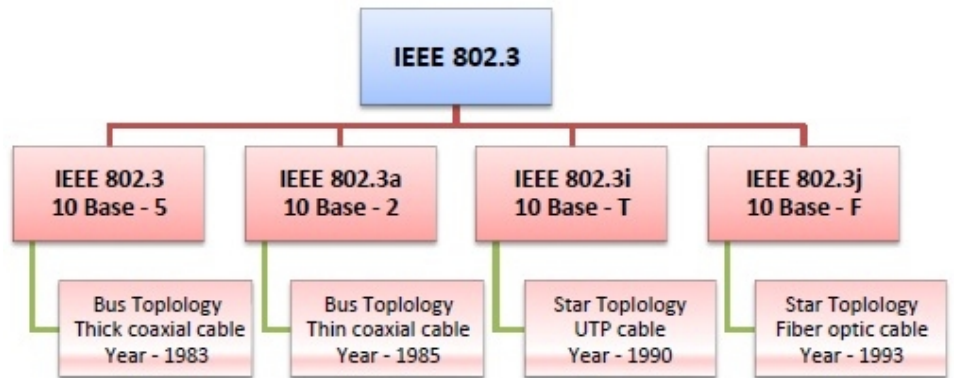 IEEE 802.3
IEEE 802.3
10 Base - 5
IEEE 802.3a
10 Base - 2
IEEE 802.3i
10 Base - T
IEEE 802.3j
10 Base - F
Bus Toplology
Thick coaxial cable
Year - 1983
Bus Toplology
Thin coaxial cable
Year - 1985
Star Toplology
UTP cable
Year - 1990
Star Toplology
Fiber optic cable
Year - 1993